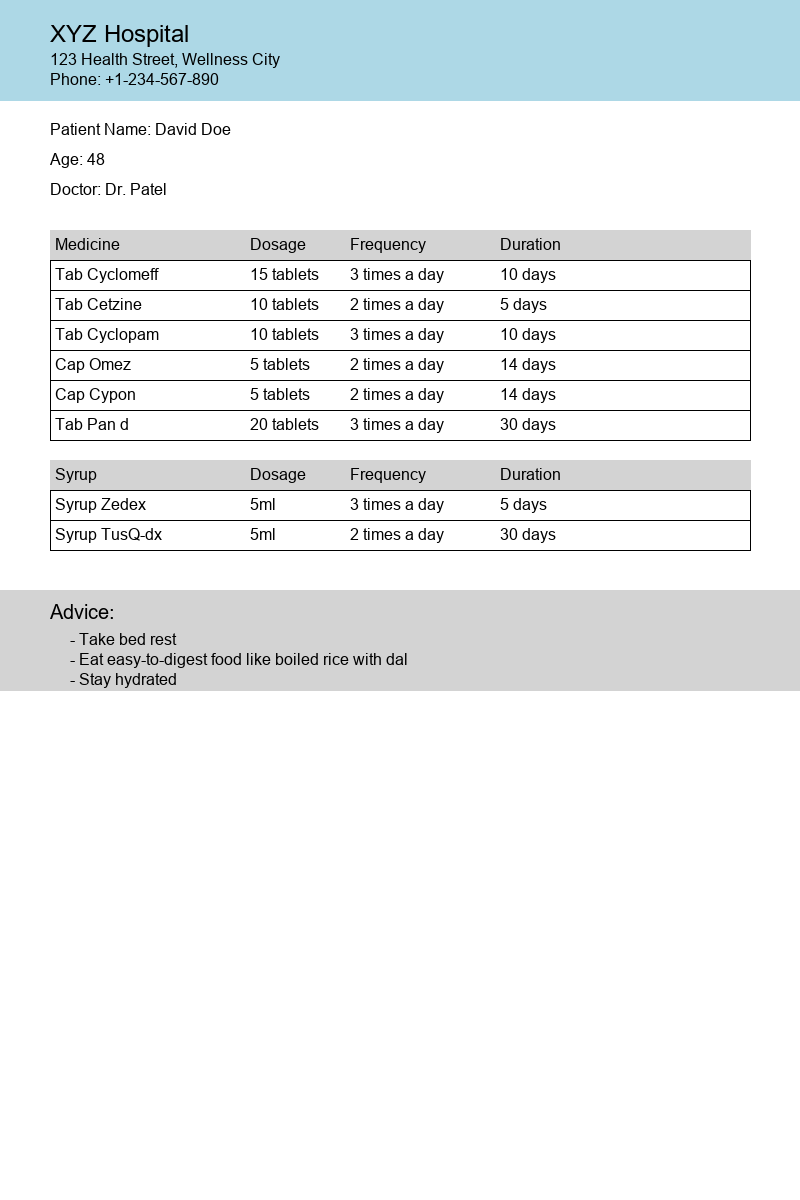 XYZ Hospital
123 Health Street, Wellness City
Phone: +1-234-567-890
Patient Name: David Doe
Age: 48
Doctor: Dr. Patel
Medicine Dosage Frequency Duration
Tab Cyclomeff 15 tablets 3 times a day 10 days
Tab Cetzine 10 tablets 2 times a day 5 days
Tab Cyclopam 10 tablets 3 times a day 10 days
Cap Omez 5 tablets 2 times a day 14 days
Cap Cypon 5 tablets 2 times a day 14 days
Tab Pan d 20 tablets 3 times a day 30 days
Syrup Dosage Frequency Duration
Syrup Zedex 5ml 3 times a day 5 days
Syrup TusQ-dx 5ml 2 times a day 30 days
Advice:
- Take bed rest
- Eat easy-to-digest food like boiled rice with dal
- Stay hydrated